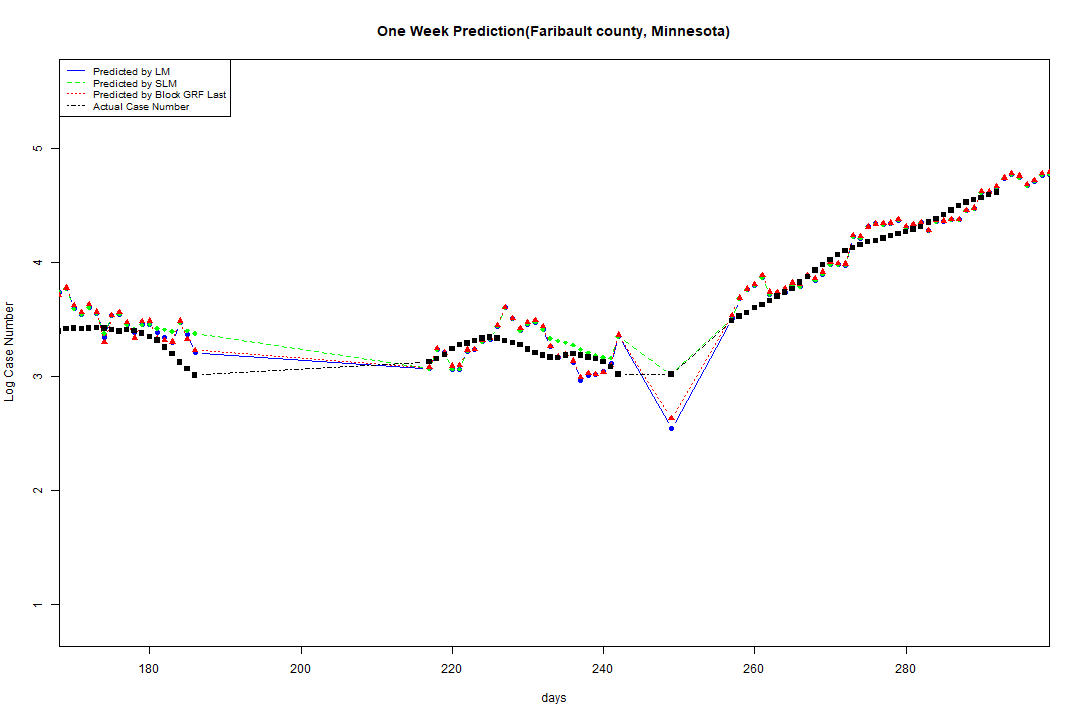 One Week Prediction(Faribault county, Minnesota)
Predicted by LM
Predicted by SLM
Predicted by Block GRF Last
Actual Case Number
Log Case Number
5
4
3
2
1
180 200 220 240 260 280
days